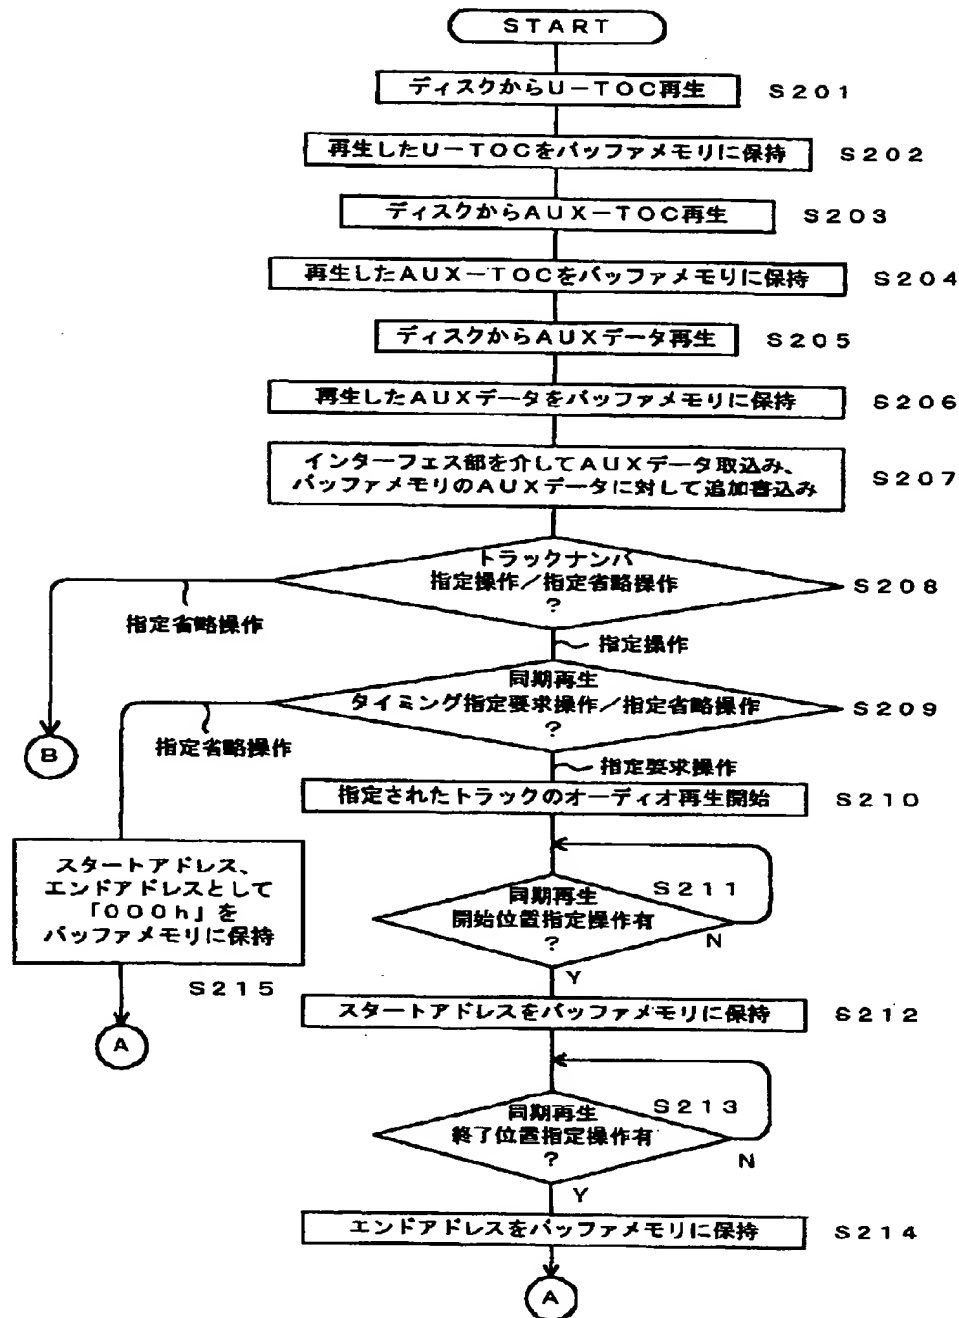 START
ディスクからU-TOC再生 S201
再生したU-TOCをバッファメモリに保持 S202
ディスクからAUX-TOC再生 S203
再生したAUX-TOCをバッファメモリに保持 S204
ディスクからAUXデータ再生 S205
再生したAUXデータをバッファメモリに保持 S206
インターフェス部を介してAUXデータ取込み、
バッファメモリのAUXデータに対して追加書込み
S207
トラックナンバ
指定操作/指定省略操作
?
S208
指定省略操作
指定操作
同期再生
タイミング指定要求操作/指定省略操作
?
S209
B
指定省略操作
指定要求操作
指定されたトラックのオーディオ再生開始 S210
スタートアドレス、
エンドアドレスとして
「000h」を
バッファメモリに保持
S215
A
同期再生
開始位置指定操作有
?
S211
N
Y
スタートアドレスをバッファメモリに保持 S212
同期再生
終了位置指定操作有
?
S213
N
Y
エンドアドレスをバッファメモリに保持 S214
A